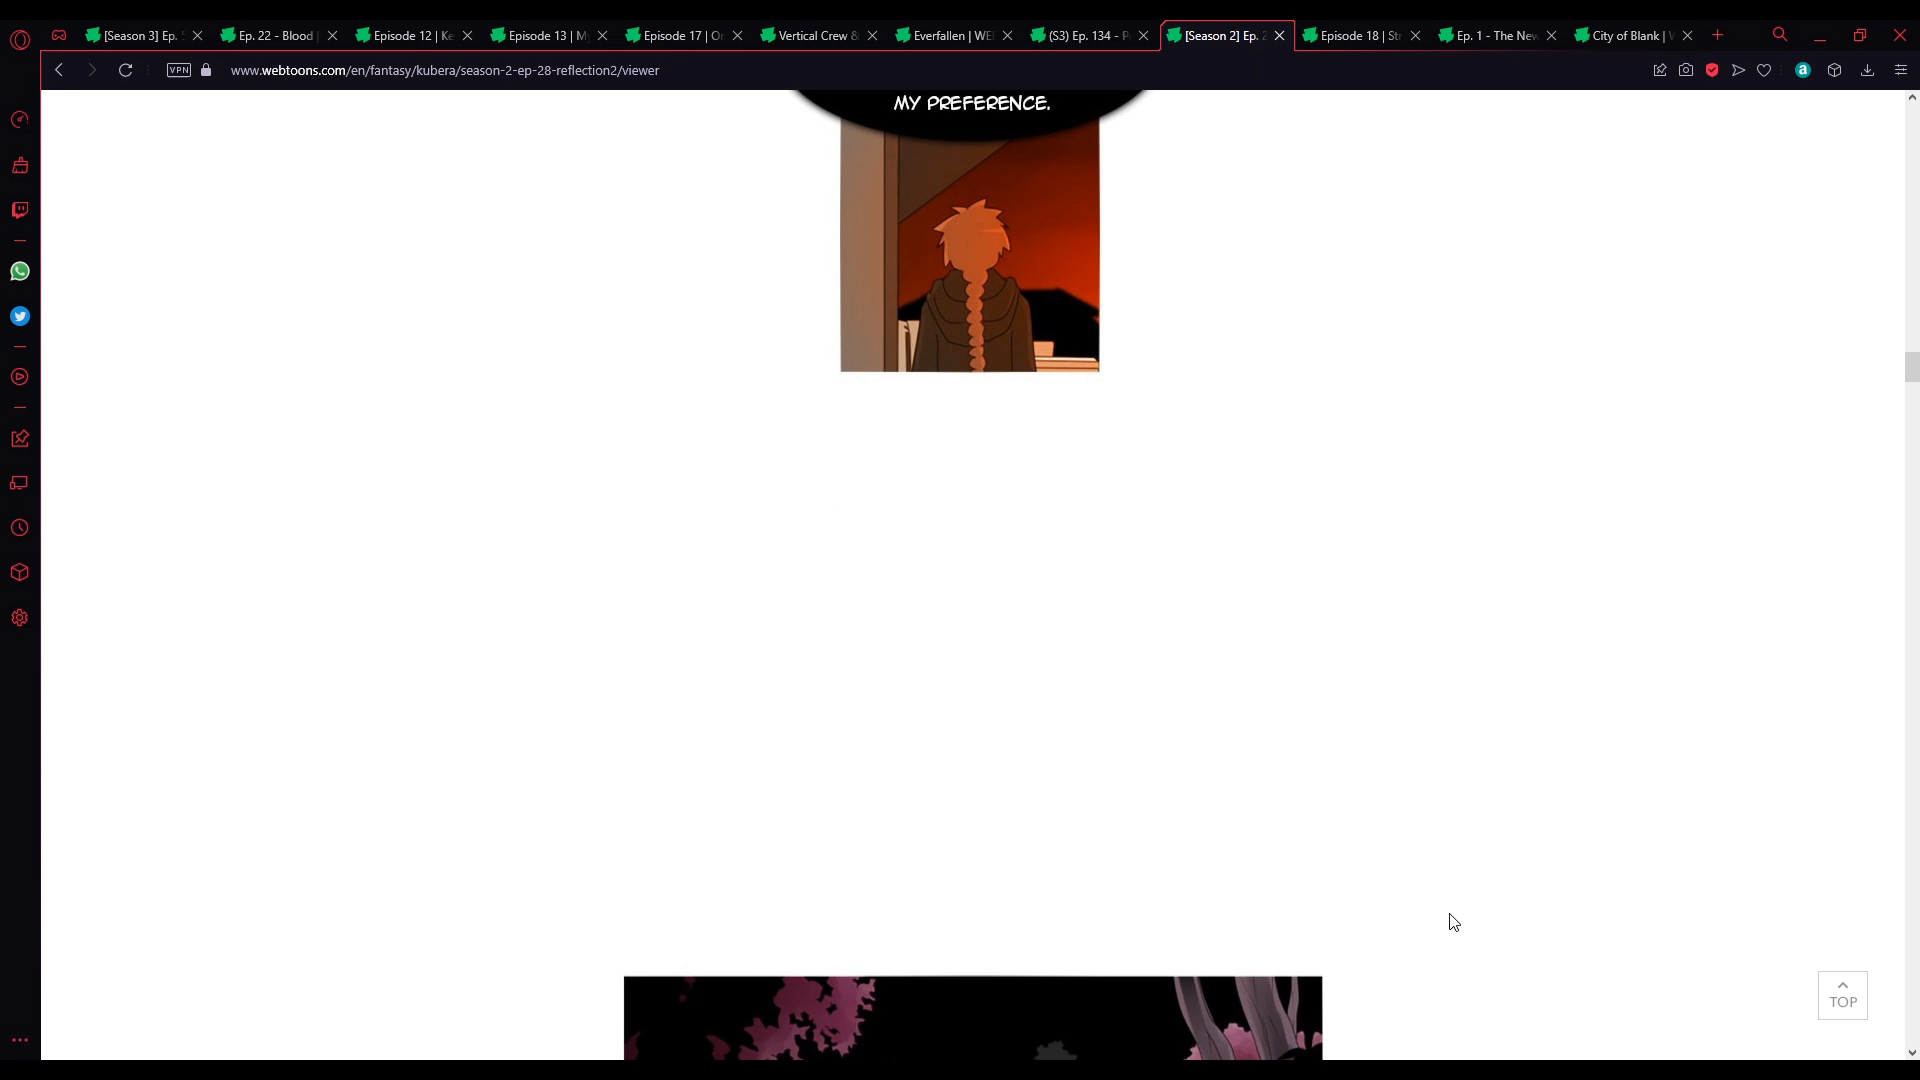 [Season 3] Ep.
Ep. 22 - Blood
Episode 12 | Ke
Episode 13 | M
Episode 17 | Or
Vertical Crew &
Everfallen | WE
(S3) Ep. 134 - P
[Season 2] Ep. 2
Episode 18 | Str
Ep. 1 - The New
City of Blank | W
VPN
www.webtoons.com/en/fantasy/kubera/season-2-ep-28-reflection2/viewer
a
MY PREFERENCE.
TOP